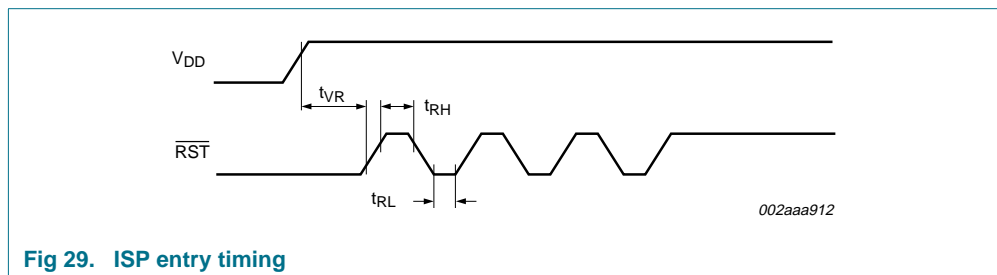 VDD
tVR
tRH
RST
tRL
002aaa912
Fig 29. ISP entry timing